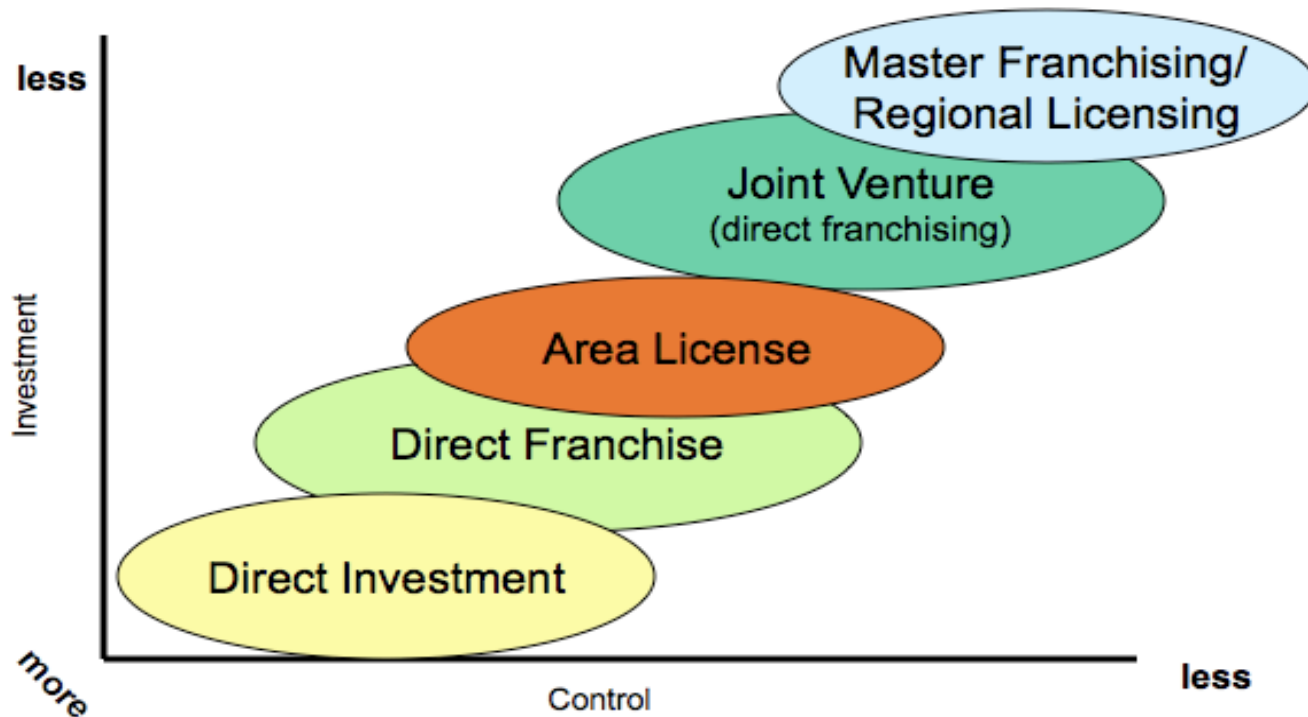 less
Master Franchising/
Regional Licensing
Joint Venture
(direct franchising)
Investment
Area License
Direct Franchise
Direct Investment
more
Control
less